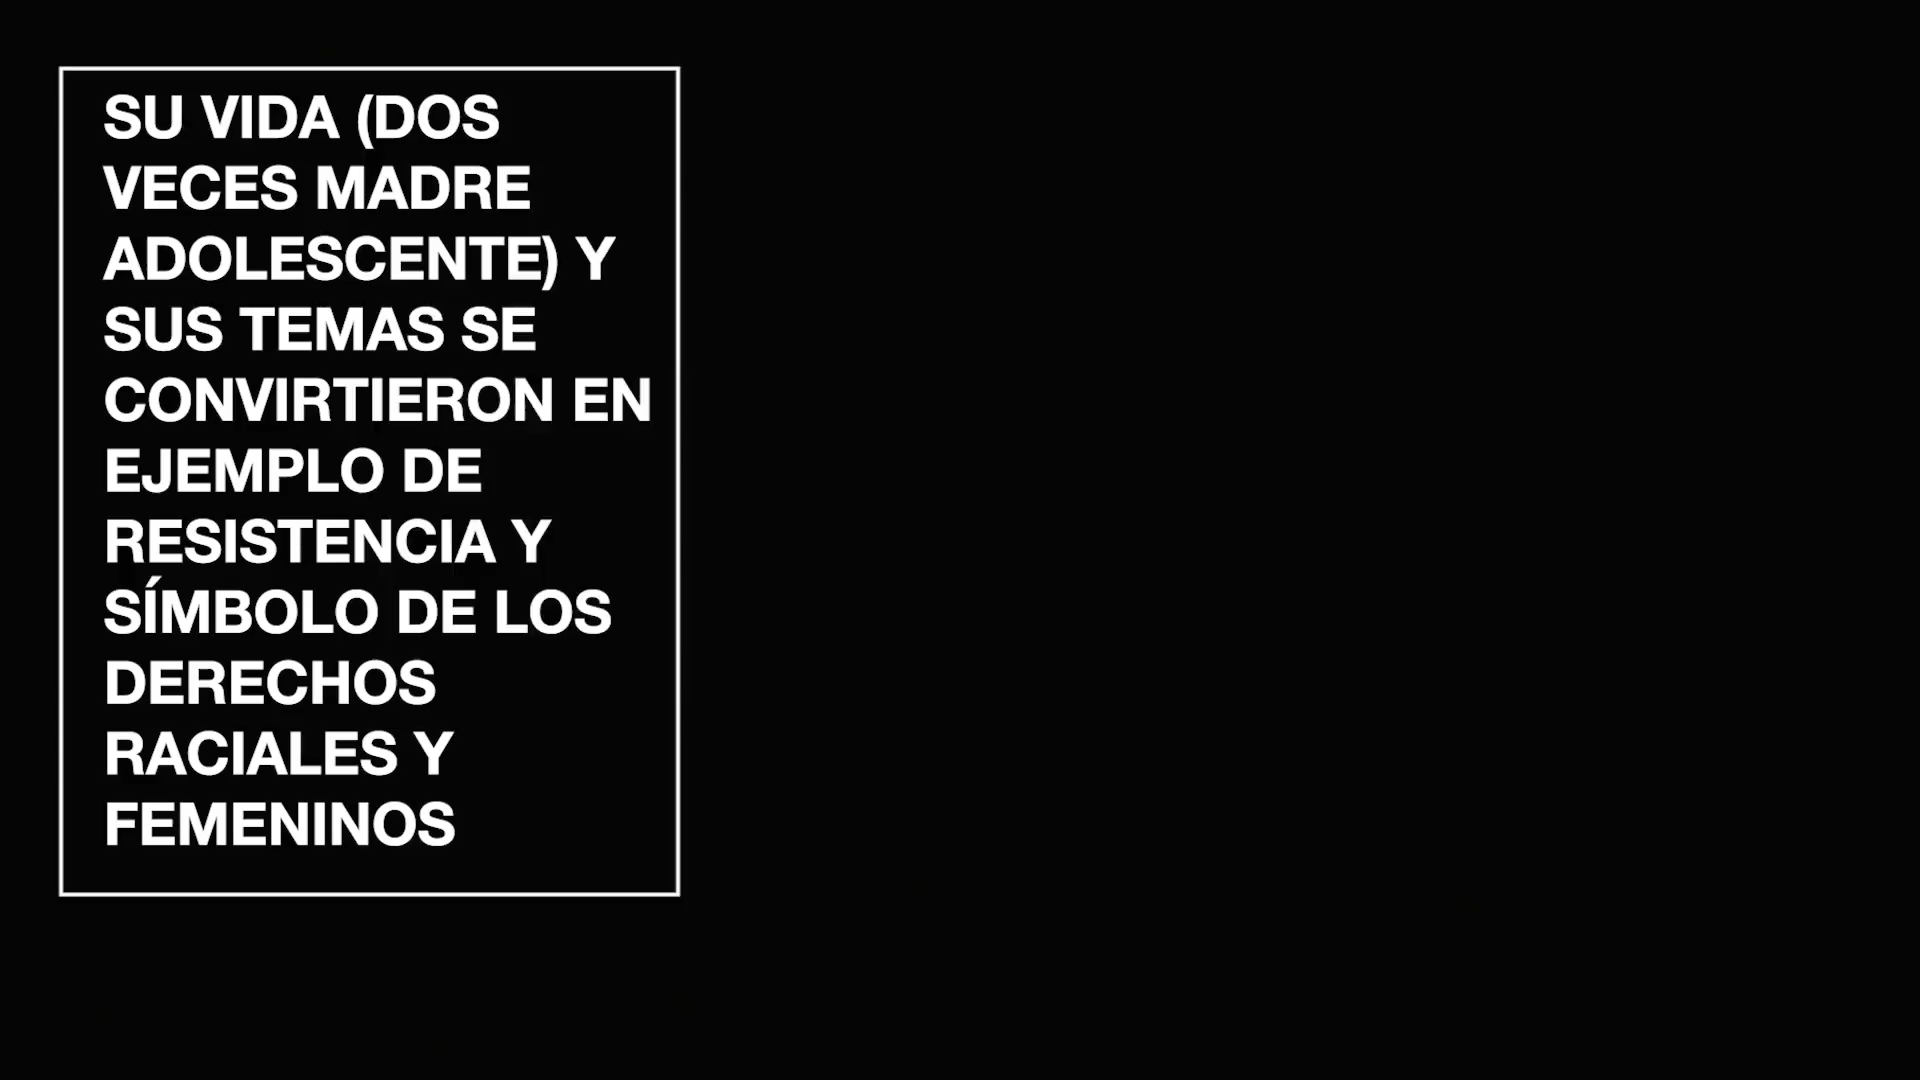 SU VIDA (DOS
VECES MADRE
ADOLESCENTE) Y
SUS TEMAS SE
CONVIRTIERON EN
EJEMPLO DE
RESISTENCIA Y
SÍMBOLO DE LOS
DERECHOS
RACIALES Y
FEMENINOS